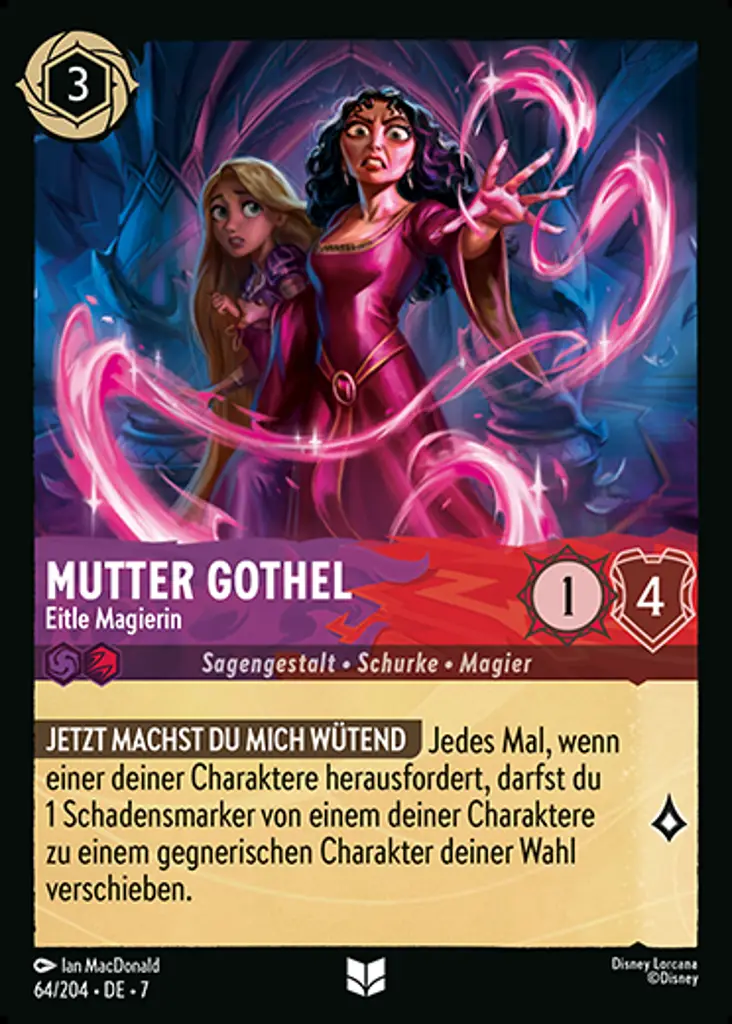 3
MUTTER GOTHEL
Eitle Magierin
1
4
Sagengestalt • Schurke • Magier
JETZT MACHST DU MICH WÜTEND Jedes Mal, wenn
einer deiner Charaktere herausfordert, darfst du
1 Schadensmarker von einem deiner Charaktere
zu einem gegnerischen Charakter deiner Wahl
verschieben.
Ian MacDonald
64/204 • DE • 7
Disney Lorcana
©Disney